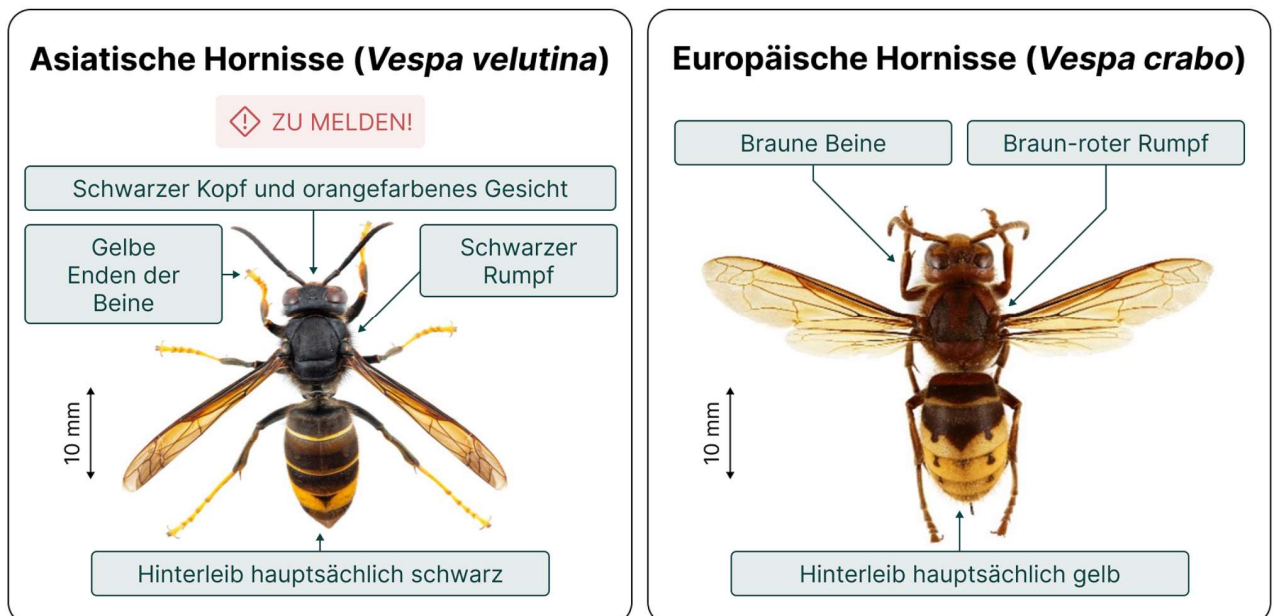 Asiatische Hornisse (Vespa velutina)
ZU MELDEN!
Schwarzer Kopf und orangefarbenes Gesicht
Gelbe
Enden der
Beine
Schwarzer
Rumpf
10 mm
Hinterleib hauptsächlich schwarz
Europäische Hornisse (Vespa crabo)
Braune Beine
Braun-roter Rumpf
10 mm
Hinterleib hauptsächlich gelb